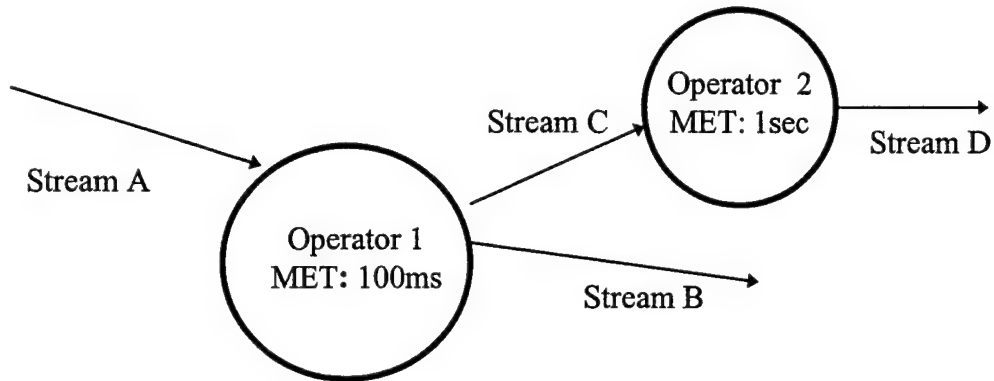 Stream A
Operator 1
MET: 100ms
Stream C
Stream B
Operator 2
MET: 1sec
Stream D